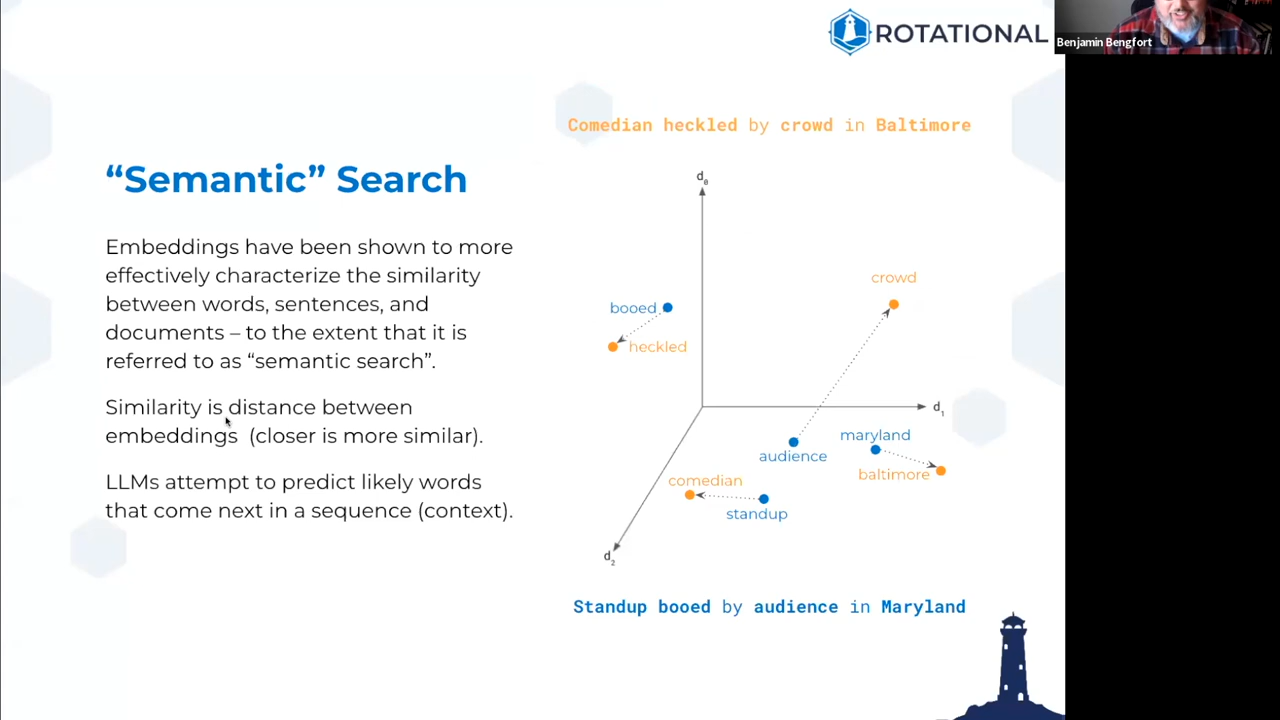 ROTATIONAL
Benjamin Bengfort
Comedian heckled by crowd in Baltimore
“Semantic” Search
Embeddings have been shown to more
effectively characterize the similarity
between words, sentences, and
documents – to the extent that it is
referred to as “semantic search”.
Similarity is distance between
embeddings (closer is more similar).
LLMs attempt to predict likely words
that come next in a sequence (context).
d0
crowd
booed
heckled
d1
maryland
audience
baltimore
comedian
standup
d2
Standup booed by audience in Maryland